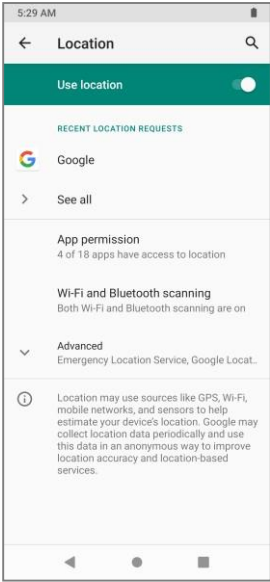 5:29 AM
Location
Use location
RECENT LOCATION REQUESTS
Google
See all
App permission
4 of 18 apps have access to location
Wi-Fi and Bluetooth scanning
Both Wi-Fi and Bluetooth scanning are on
Advanced
Emergency Location Service, Google Locat..
Location may use sources like GPS, Wi-Fi,
mobile networks, and sensors to help
estimate your device's location. Google may
collect location data periodically and use
this data in an anonymous way to improve
location accuracy and location-based
services.